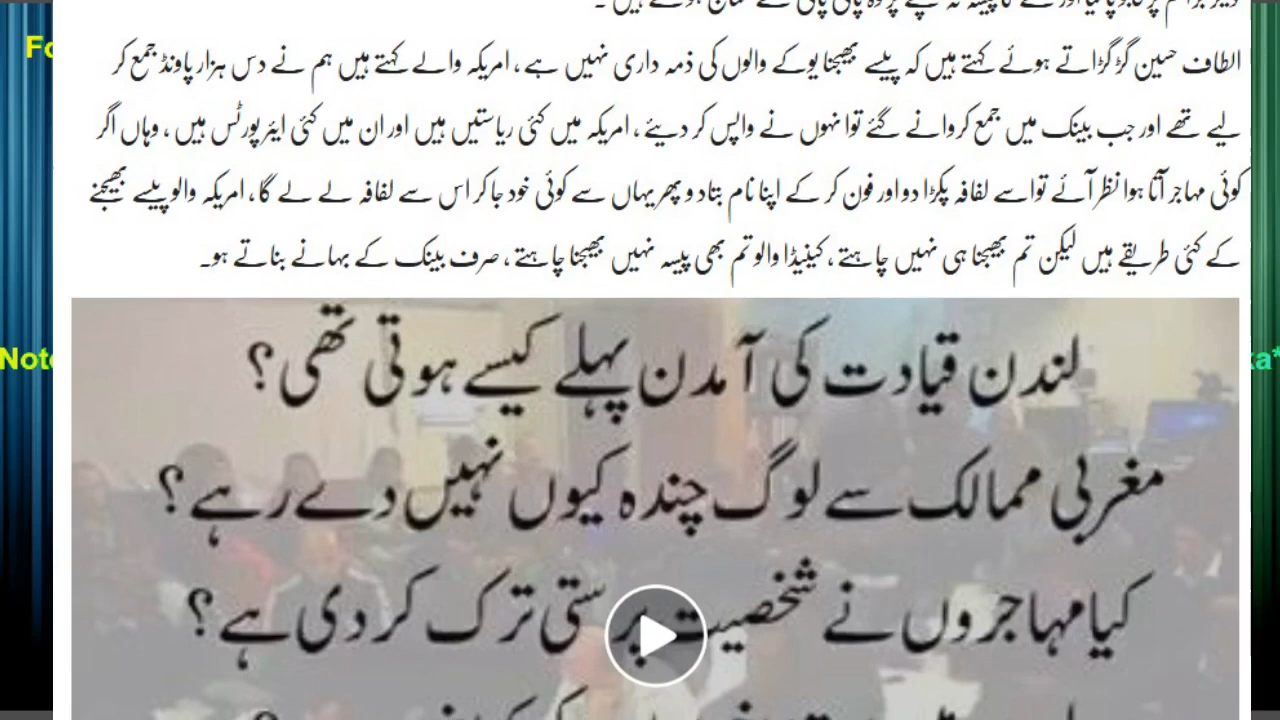 الطاف حسین گڑگڑاتے ہوئے کہتے ہیں کہ پیسے بھیجنا یوکے والوں کی ذمہ داری نہیں ہے، امریکہ والے کہتے ہیں ہم نے دس ہزار پاونڈ جمع کر
لیے تھے اور جب بینک میں جمع کروانے گئے توانہوں نے واپس کر دیئے، امریکہ میں کئی ریاستیں ہیں اور ان میں کئی ایئرپورٹس ہیں، وہاں اگر
کوئی مہاجر آتا ہوا نظر آئے تو اسے لفافہ پکڑا دو اور فون کر کے اپنا نام بتاد و پھر یہاں سے کوئی خود جا کر اس سے لفافہ لے لے گا، امریکہ والو پیسے بھیجنے
کے کئی طریقے ہیں لیکن تم بھیجنا ہی نہیں چاہتے، کینیڈا والو تم بھی پیسہ نہیں بھیجنا چاہتے، صرف بینک کے بہانے بناتے ہو۔
لندن قیادت کی آمدن پہلے کیسے ہوتی تھی؟
مغربی ممالک سے لوگ چندہ کیوں نہیں دے رہے؟
کیا مہاجروں نے شخصیت پرستی ترک کر دی ہے؟